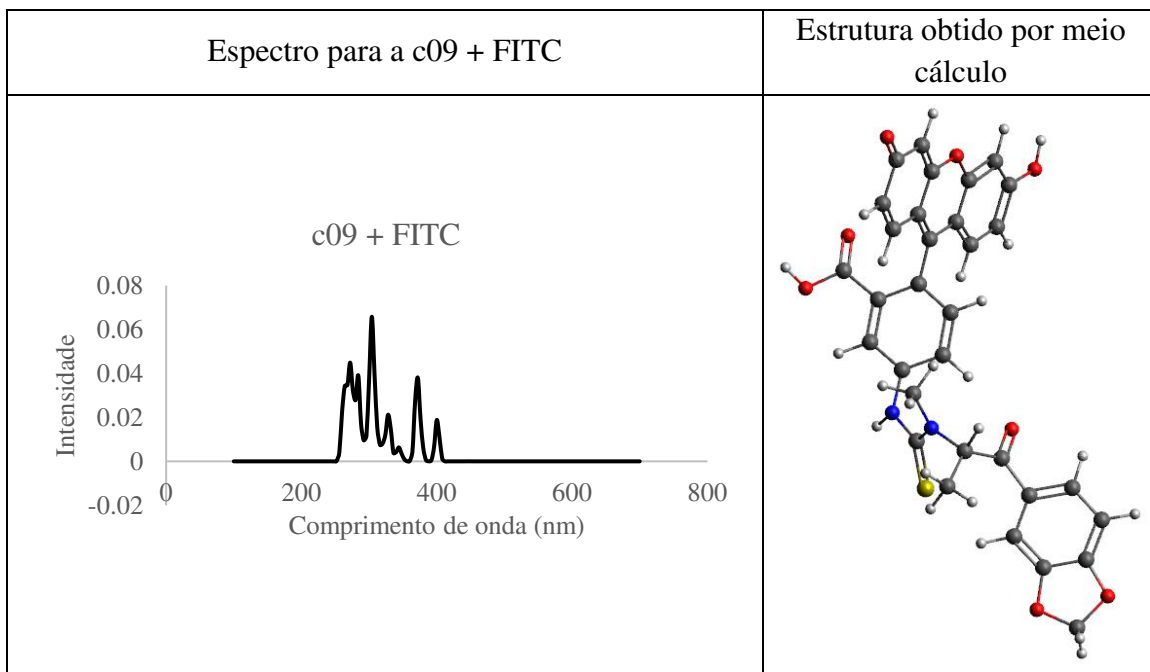 Espectro para a c09 + FITC
Estrutura obtido por meio
cálculo
c09 + FITC
Intensidade
0.08
0.06
0.04
0.02
0
-0.02
0
200
400
600
800
Comprimento de onda (nm)